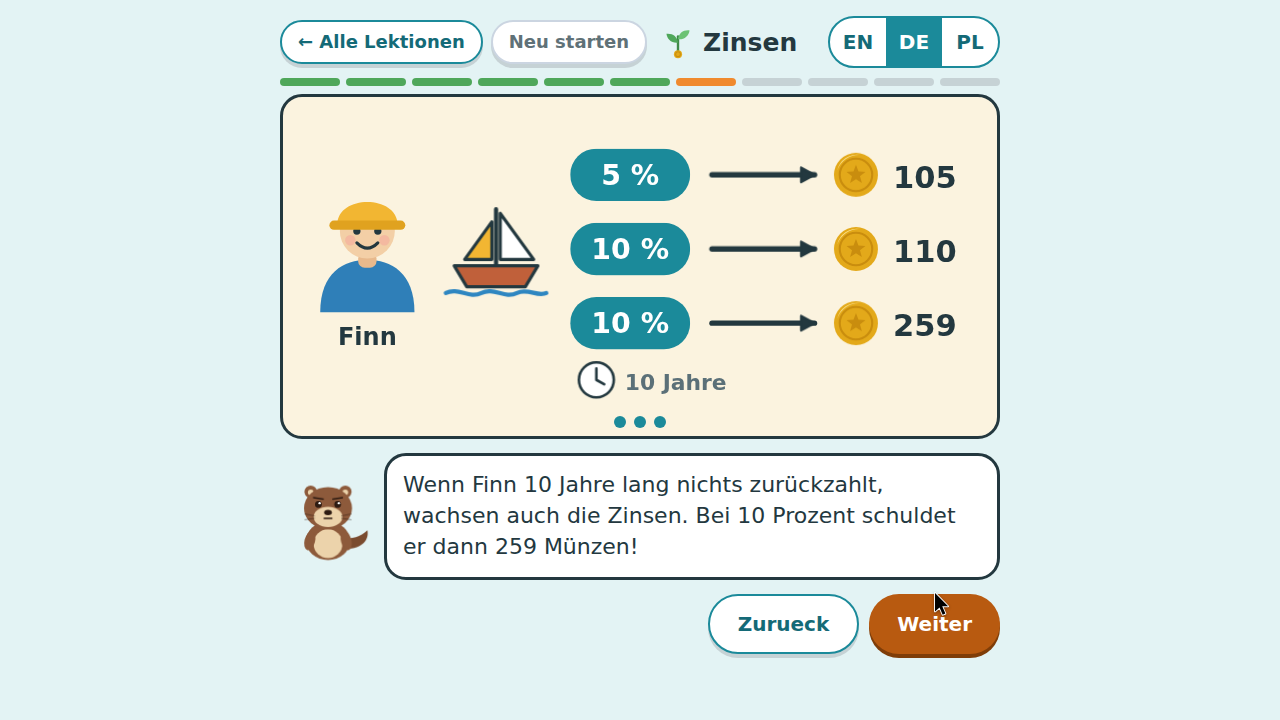 ← Alle Lektionen
Neu starten
Zinsen
EN
DE
PL
5 %
105
10 %
110
10 %
259
10 Jahre
Finn
Wenn Finn 10 Jahre lang nichts zurückzahlt,
wachsen auch die Zinsen. Bei 10 Prozent schuldet
er dann 259 Münzen!
Zurueck
Weiter